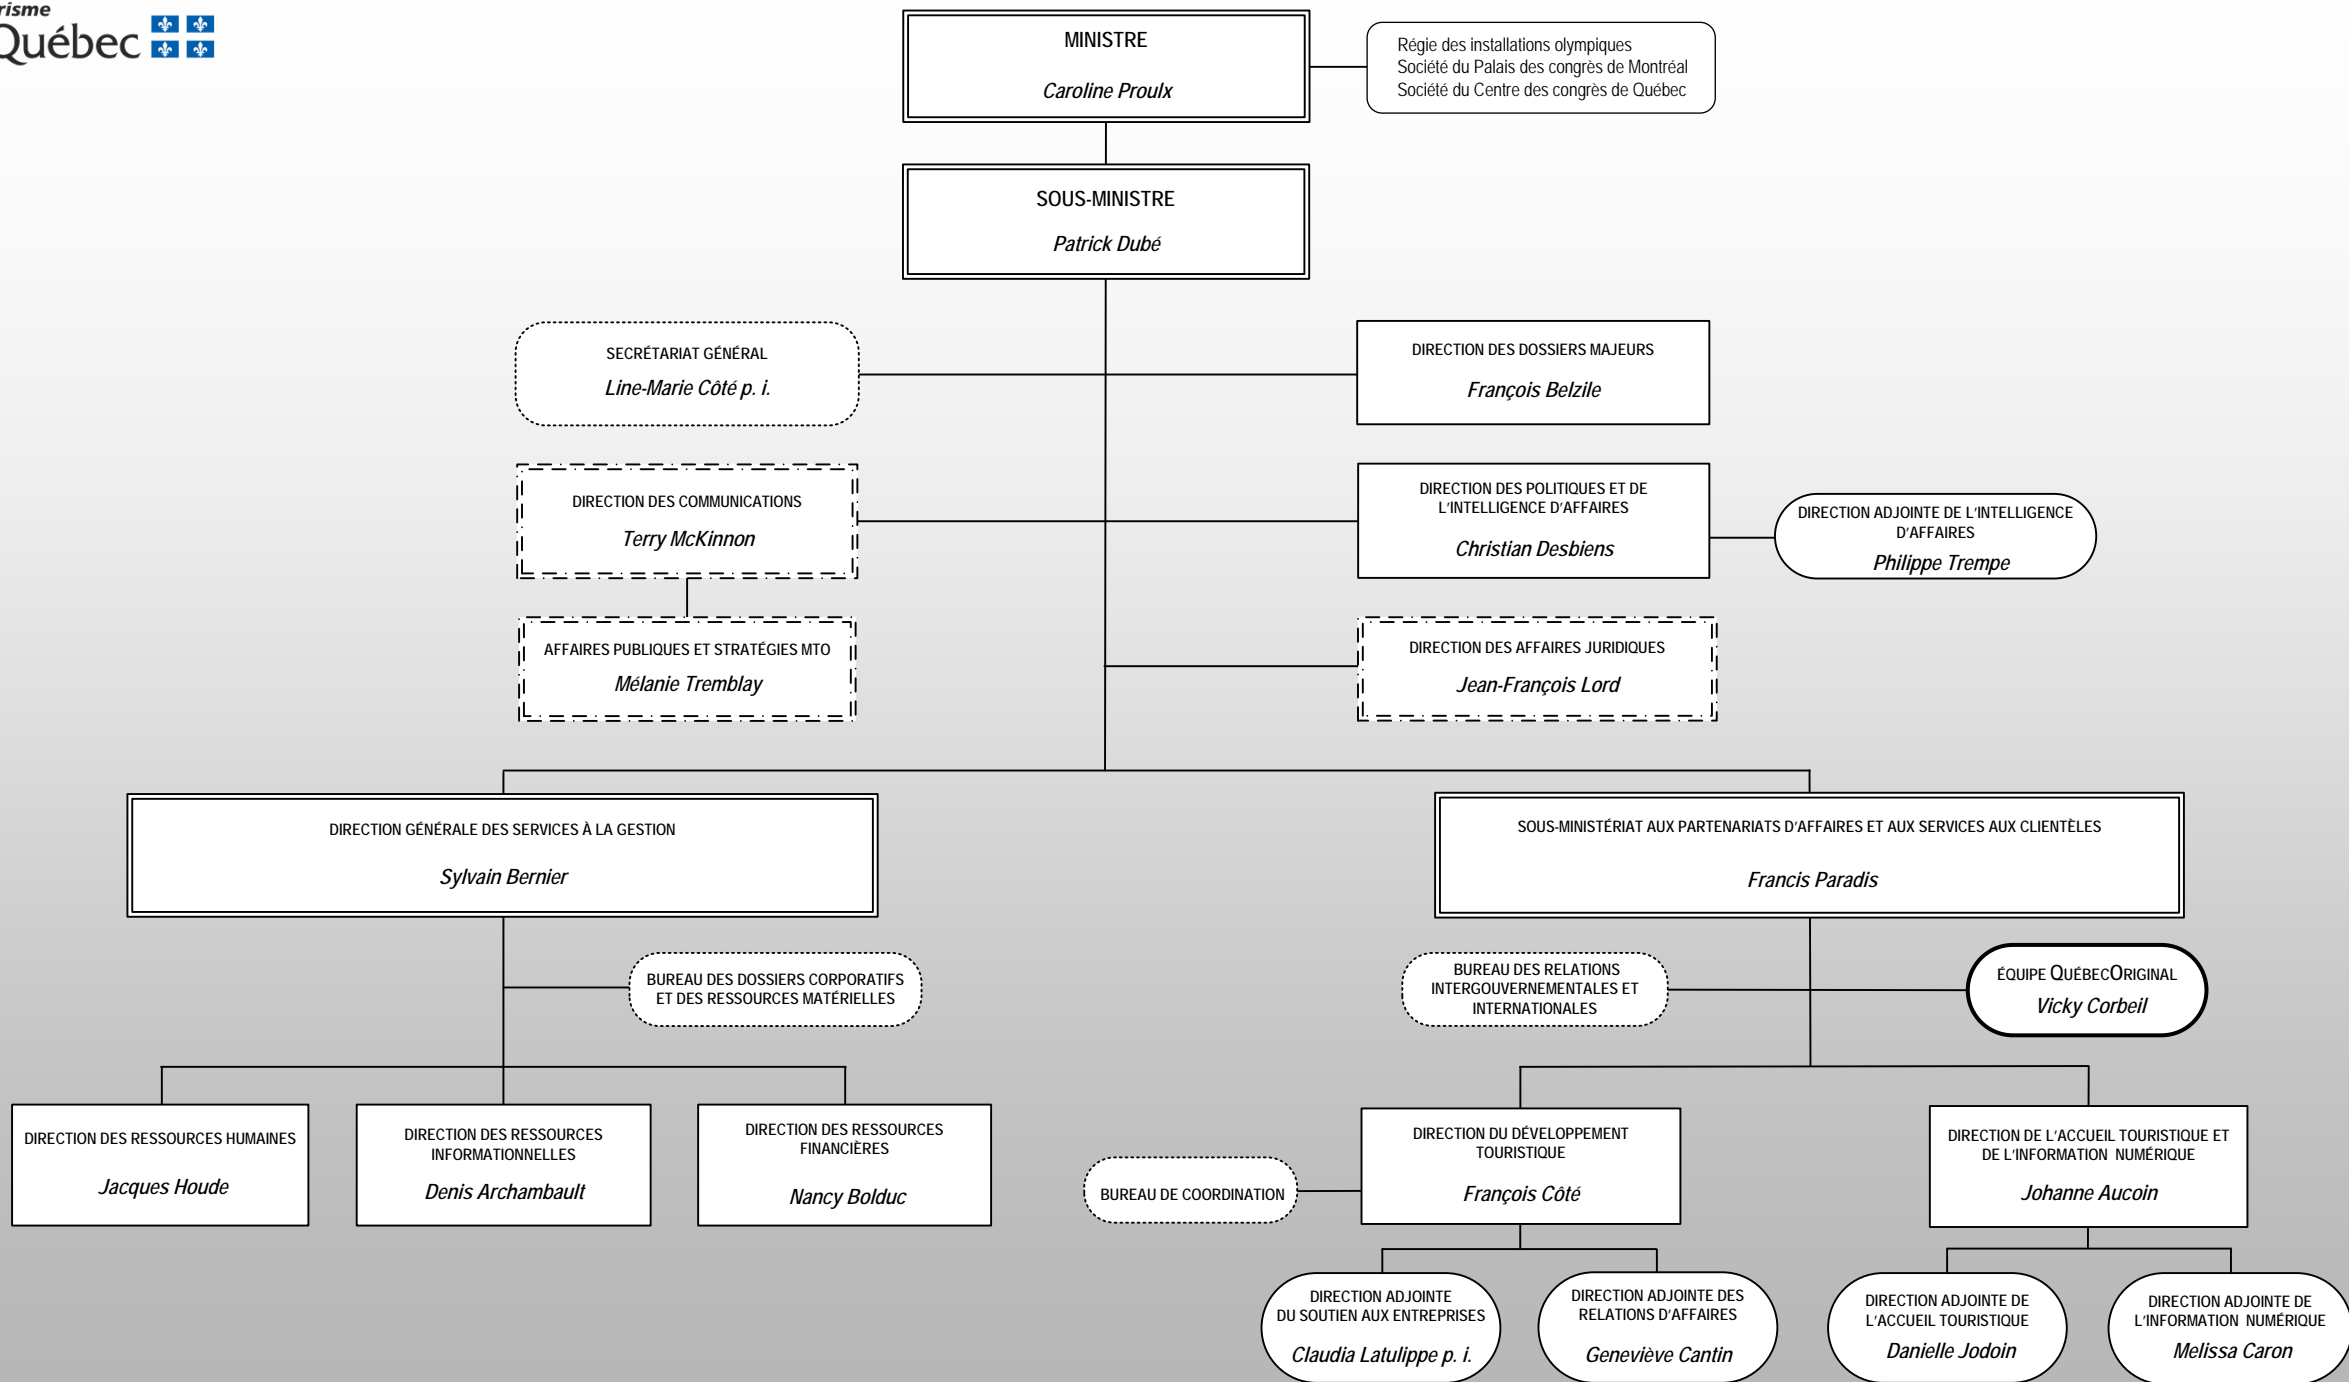 Québec
MINISTRE
Caroline Proulx
Régie des installations olympiques
Société du Palais des congrès de Montréal
Société du Centre des congrès de Québec
SOUS-MINISTRE
Patrick Dubé
SECRÉTARIAT GÉNÉRAL
Line-Marie Côté p. i.
DIRECTION DES DOSSIERS MAJEURS
François Belzile
DIRECTION DES COMMUNICATIONS
Terry McKinnon
DIRECTION DES POLITIQUES ET DE
L'INTELLIGENCE D'AFFAIRES
Christian Desbiens
DIRECTION ADJOINTE DE L'INTELLIGENCE
D'AFFAIRES
Philippe Trempe
AFFAIRES PUBLIQUES ET STRATÉGIES MTO
Mélanie Tremblay
DIRECTION DES AFFAIRES JURIDIQUES
Jean-François Lord
DIRECTION GÉNÉRALE DES SERVICES À LA GESTION
Sylvain Bernier
SOUS-MINISTÉRIAT AUX PARTENARIATS D'AFFAIRES ET AUX SERVICES AUX CLIENTÈLES
Francis Paradis
BUREAU DES DOSSIERS CORPORATIFS
ET DES RESSOURCES MATÉRIELLES
BUREAU DES RELATIONS
INTERGOUVERNEMENTALES ET
INTERNATIONALES
ÉQUIPE QUÉBECORIGINAL
Vicky Corbeil
DIRECTION DES RESSOURCES HUMAINES
Jacques Houde
DIRECTION DES RESSOURCES
INFORMATIONNELLES
Denis Archambault
DIRECTION DES RESSOURCES
FINANCIÈRES
Nancy Bolduc
BUREAU DE COORDINATION
DIRECTION DU DÉVELOPPEMENT
TOURISTIQUE
François Côté
DIRECTION DE L'ACCUEIL TOURISTIQUE ET
DE L'INFORMATION NUMÉRIQUE
Johanne Aucoin
DIRECTION ADJOINTE
DU SOUTIEN AUX ENTREPRISES
Claudia Latulippe p. i.
DIRECTION ADJOINTE DES
RELATIONS D'AFFAIRES
Geneviève Cantin
DIRECTION ADJOINTE DE
L'ACCUEIL TOURISTIQUE
Danielle Jodoin
DIRECTION ADJOINTE DE
L'INFORMATION NUMÉRIQUE
Melissa Caron